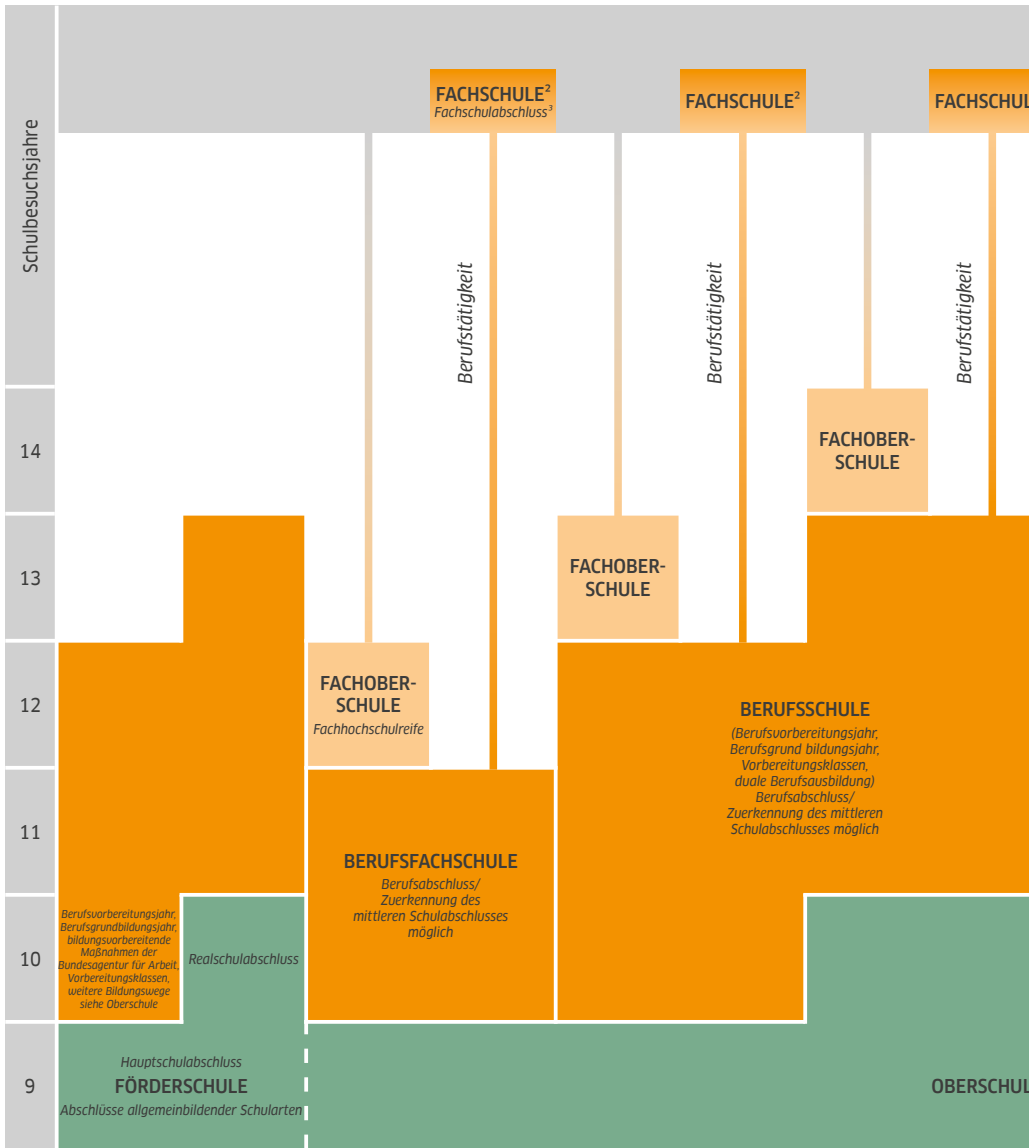 Schulbesuchsjahre
FACHSCHULE²
Fachschulabschluss³
FACHSCHULE²
FACHSCHUL
Berufstätigkeit
Berufstätigkeit
Berufstätigkeit
14
FACHOBER-
SCHULE
13
FACHOBER-
SCHULE
12
FACHOBER-
SCHULE
Fachhochschulreife
BERUFSSCHULE
(Berufsvorbereitungsjahr,
Berufsgrund bildungsjahr,
Vorbereitungsklassen,
duale Berufsausbildung)
Berufsabschluss/
Zuerkennung des mittleren
Schulabschlusses möglich
11
BERUFSFACHSCHULE
Berufsabschluss/
Zuerkennung des
mittleren Schulabschlusses
möglich
10
Berufsvorbereitungsjahr,
Berufsgrundbildungsjahr,
bildungsvorbereitende
Maßnahmen der
Bundesagentur für Arbeit,
Vorbereitungsklassen,
weitere Bildungswege
siehe Oberschule
Realschulabschluss
9
Hauptschulabschluss
FÖRDERSCHULE
Abschlüsse allgemeinbildender Schularten
OBERSCHUL